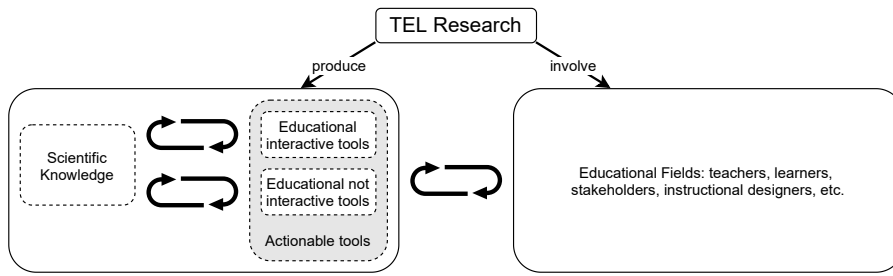 TEL Research
produce
involve
Scientific
Knowledge
Educational
interactive tools
Educational not
interactive tools
Actionable tools
Educational Fields: teachers, learners,
stakeholders, instructional designers, etc.